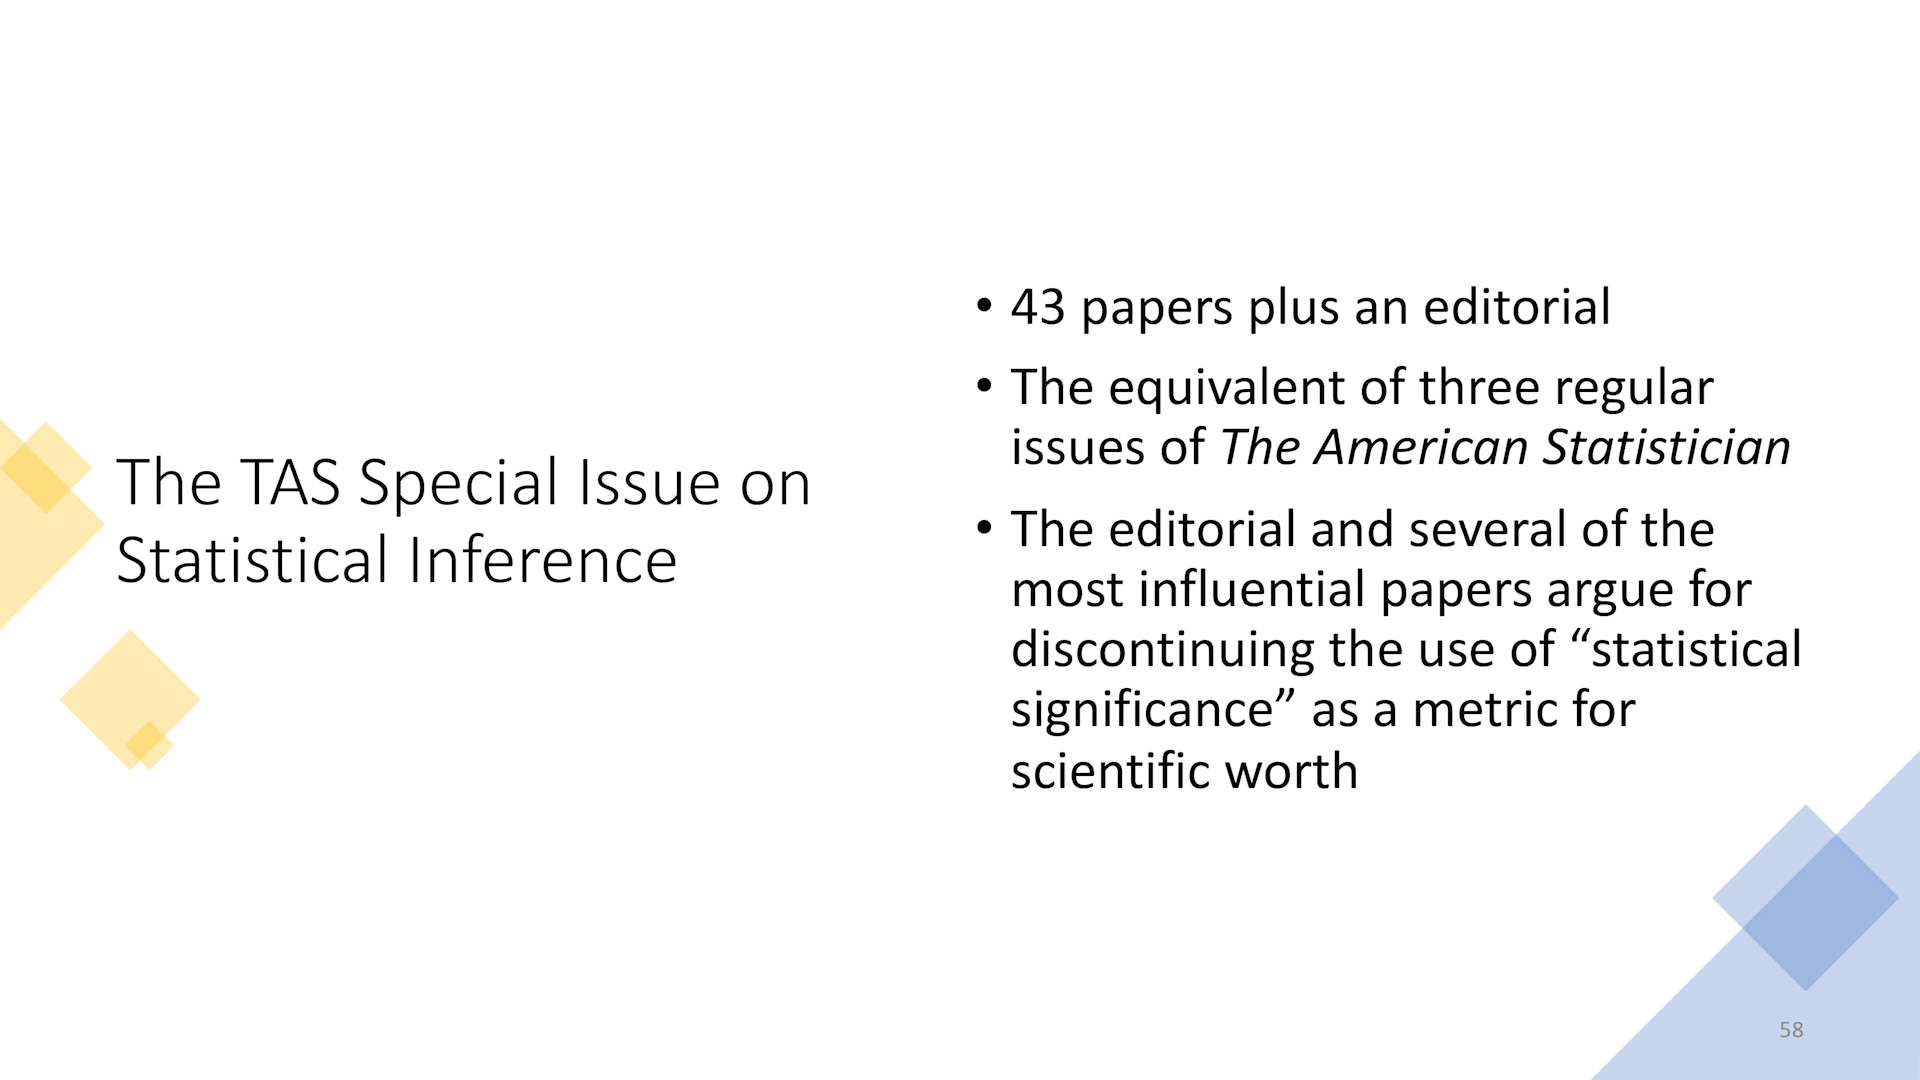 The TAS Special Issue on
Statistical Inference
• 43 papers plus an editorial
• The equivalent of three regular
issues of The American Statistician
• The editorial and several of the
most influential papers argue for
discontinuing the use of “statistical
significance” as a metric for
scientific worth
58